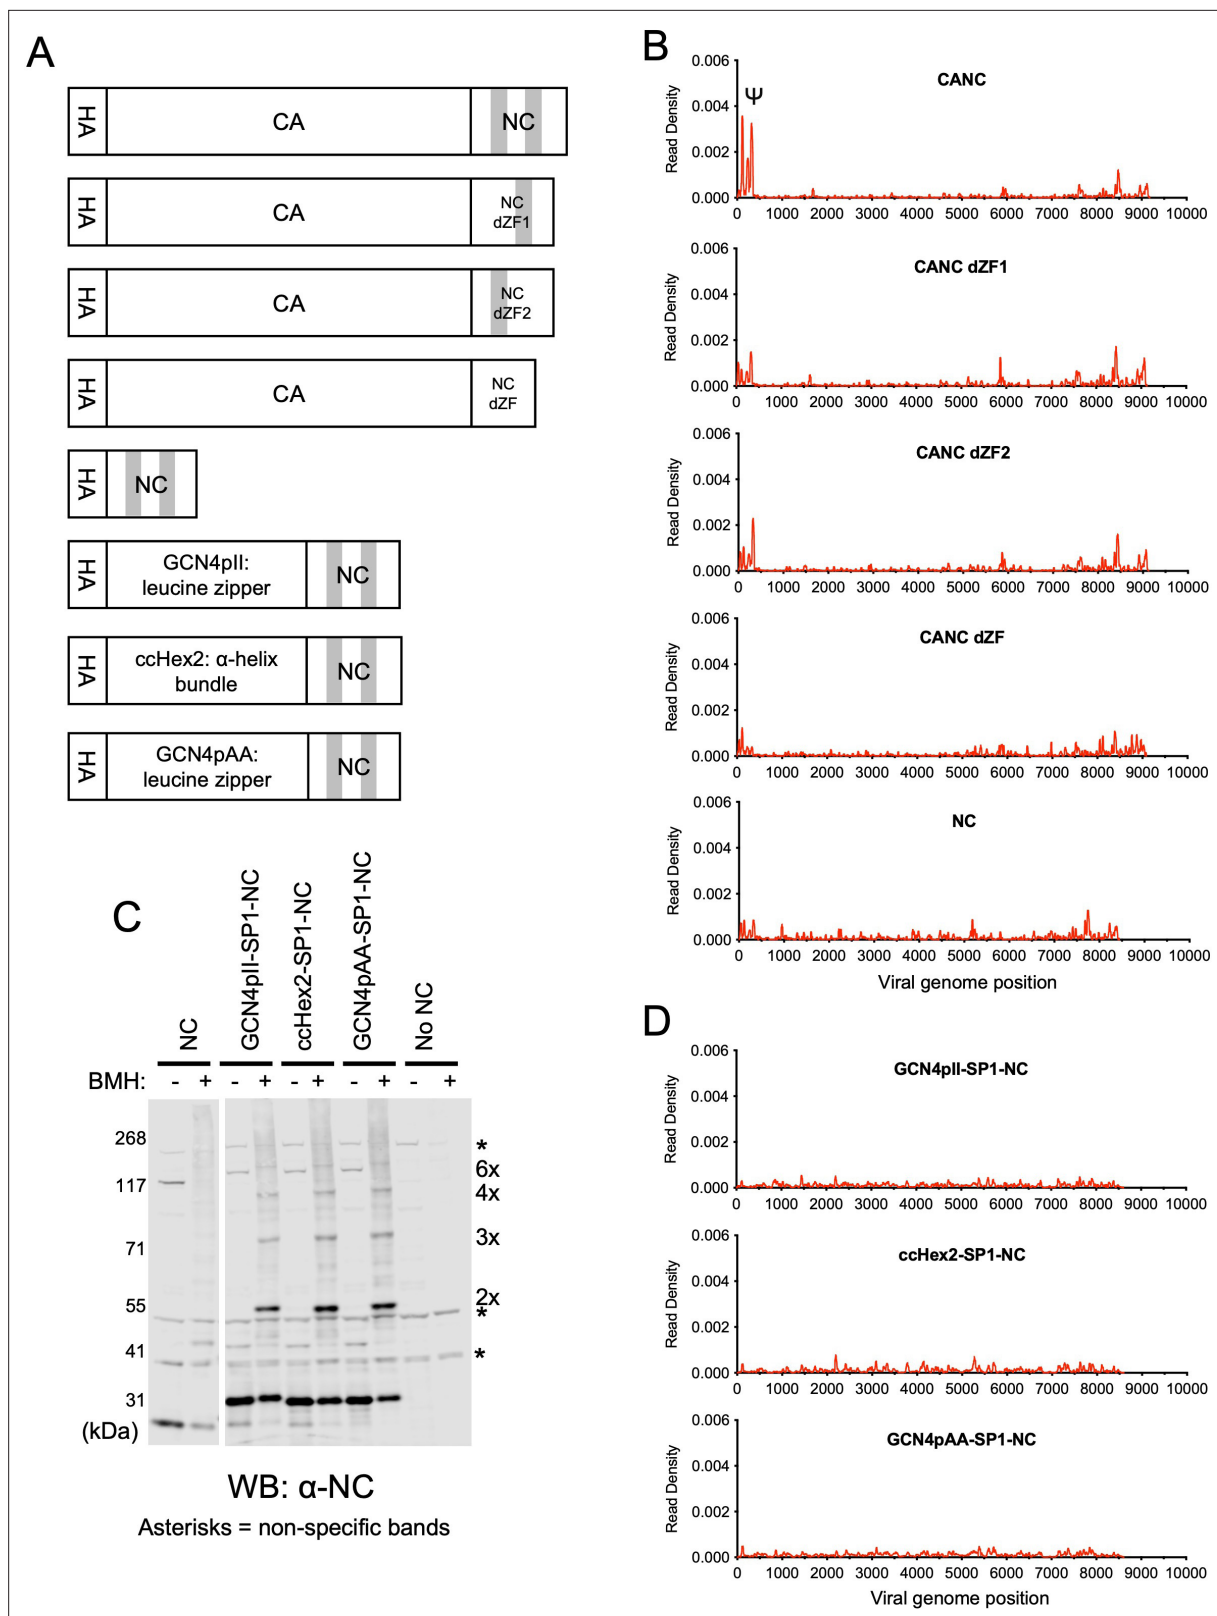 A
HA
CA
NC
HA
CA
NC
dZF1
HA
CA
NC
dZF2
HA
CA
NC
dZF
HA
NC
HA
GCN4pII:
leucine zipper
NC
HA
ccHex2: α-helix
bundle
NC
HA
GCN4pAA:
leucine zipper
NC
B
CANC
Ψ
Read Density
0.006
0.004
0.002
0.000
0 1000 2000 3000 4000 5000 6000 7000 8000 9000 10000
CANC dZF1
Read Density
0.006
0.004
0.002
0.000
0 1000 2000 3000 4000 5000 6000 7000 8000 9000 10000
CANC dZF2
Read Density
0.006
0.004
0.002
0.000
0 1000 2000 3000 4000 5000 6000 7000 8000 9000 10000
CANC dZF
Read Density
0.006
0.004
0.002
0.000
0 1000 2000 3000 4000 5000 6000 7000 8000 9000 10000
NC
Read Density
0.006
0.004
0.002
0.000
0 1000 2000 3000 4000 5000 6000 7000 8000 9000 10000
Viral genome position
C
NC
GCN4pII-SP1-NC
ccHex2-SP1-NC
GCN4pAA-SP1-NC
No NC
BMH: - + - + - + - + - +
268
117
71
55
41
31
(kDa)
*
6x
4x
3x
2x
*
*
WB: α-NC
Asterisks = non-specific bands
D
GCN4pII-SP1-NC
Read Density
0.006
0.004
0.002
0.000
0 1000 2000 3000 4000 5000 6000 7000 8000 9000 10000
ccHex2-SP1-NC
Read Density
0.006
0.004
0.002
0.000
0 1000 2000 3000 4000 5000 6000 7000 8000 9000 10000
GCN4pAA-SP1-NC
Read Density
0.006
0.004
0.002
0.000
0 1000 2000 3000 4000 5000 6000 7000 8000 9000 10000
Viral genome position